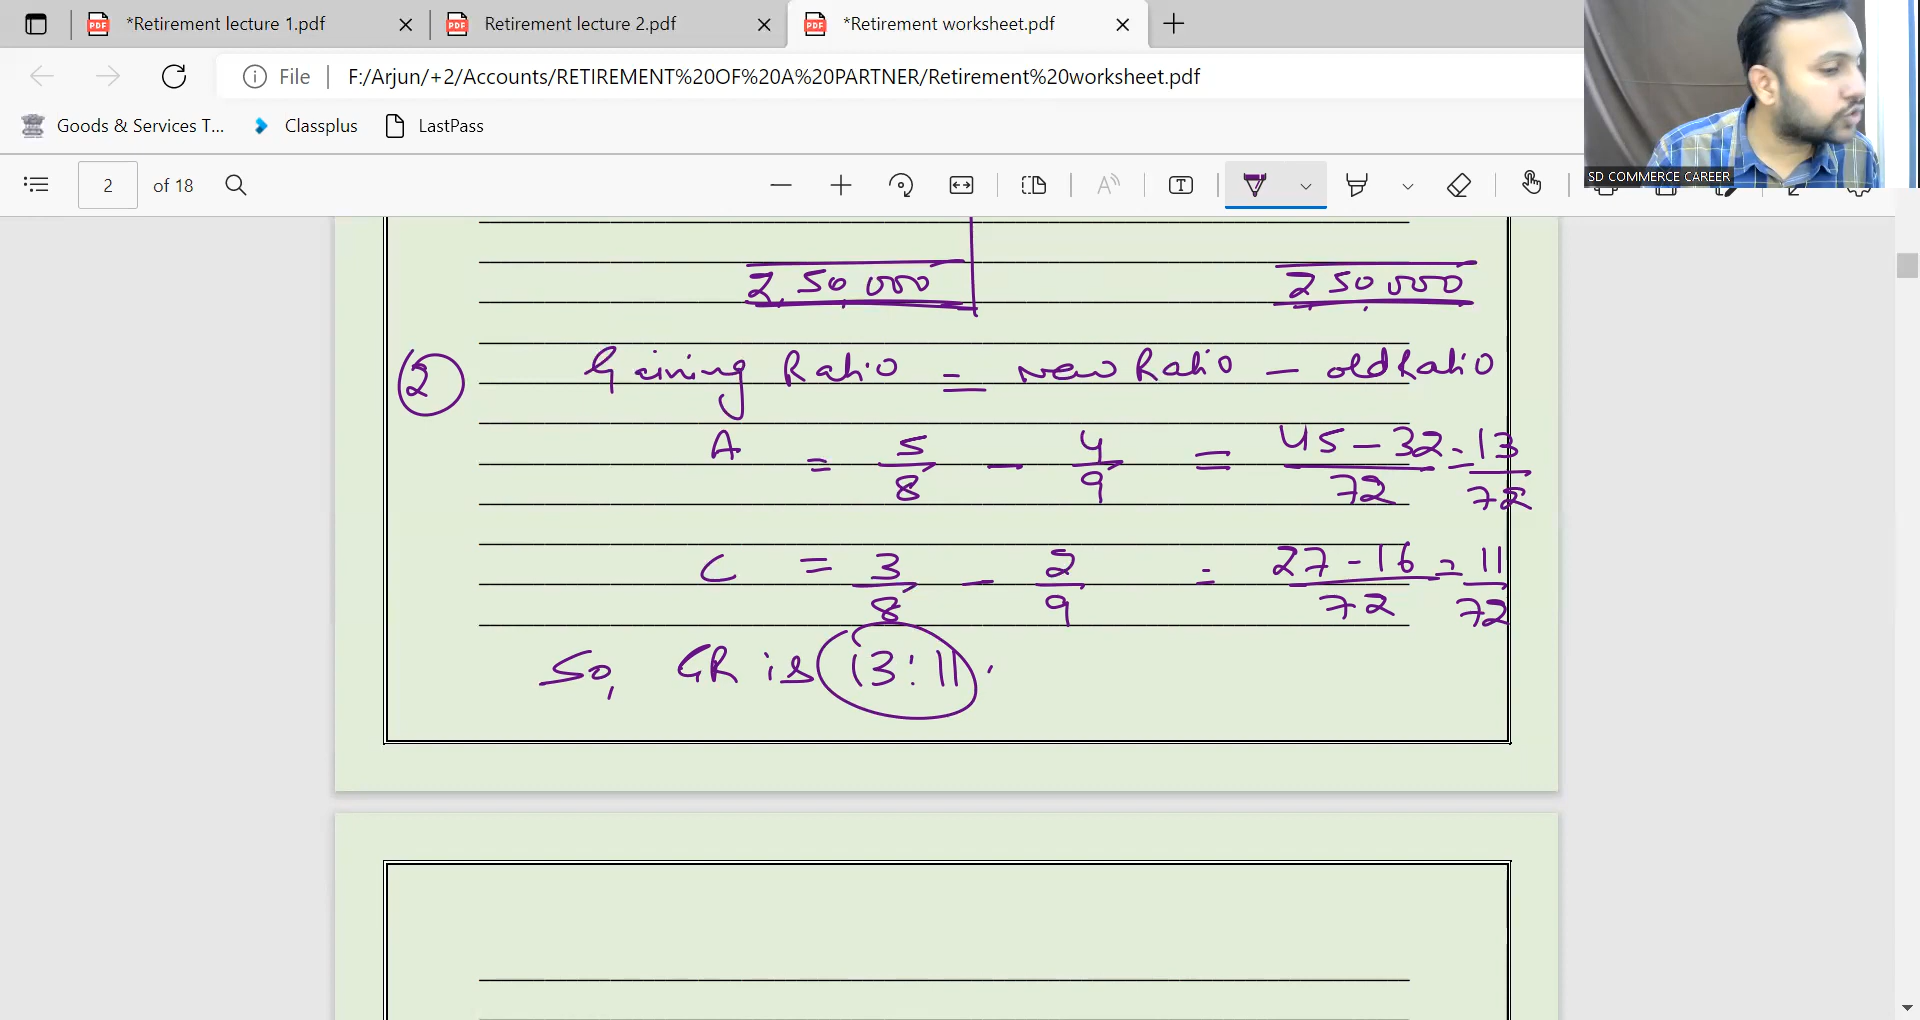 *Retirement lecture 1.pdf
Retirement lecture 2.pdf
*Retirement worksheet.pdf
File
F:/Arjun/+2/Accounts/RETIREMENT%20OF%20A%20PARTNER/Retirement%20worksheet.pdf
Goods & Services T...
Classplus
LastPass
2 of 18
SD COMMERCE CAREER
2,50,000 2,50,000
(2) Gaining Ratio = New Ratio - old Ratio
A = 5/8 - 4/9 = 45-32/72 = 13/72
C = 3/8 - 2/9 = 27-16/72 = 11/72
So, GR is 13:11.